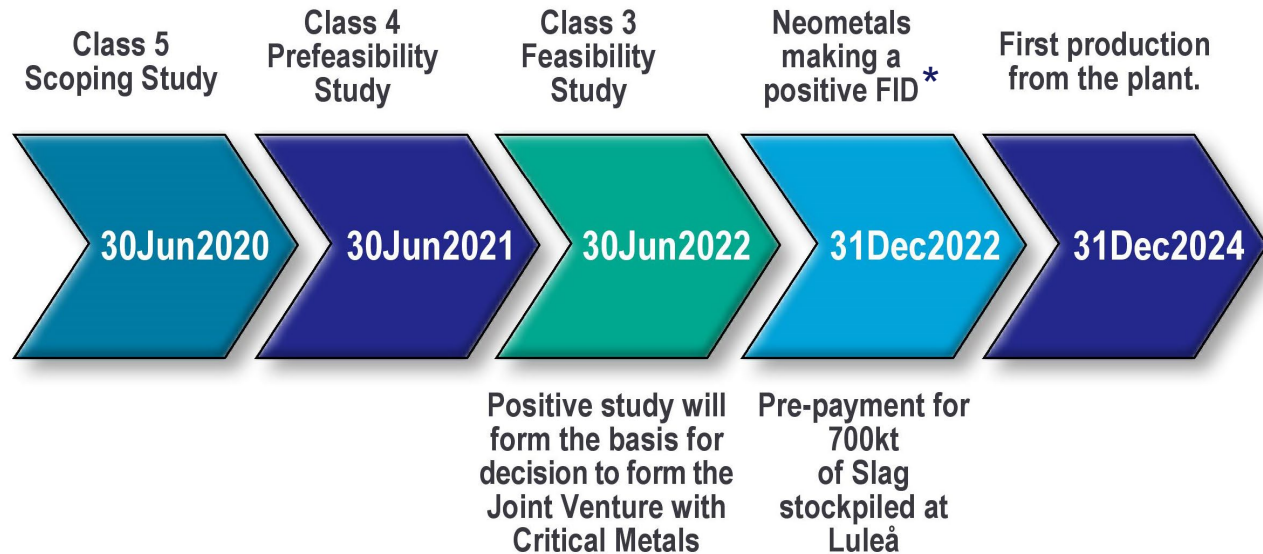 Class 5
Scoping Study
Class 4
Prefeasibility
Study
Class 3
Feasibility
Study
Neometals
making a
positive FID*
First production
from the plant.
30Jun2020
30Jun2021
30Jun2022
31Dec2022
31Dec2024
Positive study will
form the basis for
decision to form the
Joint Venture with
Critical Metals
Pre-payment for
700kt
of Slag
stockpiled at
Luleå